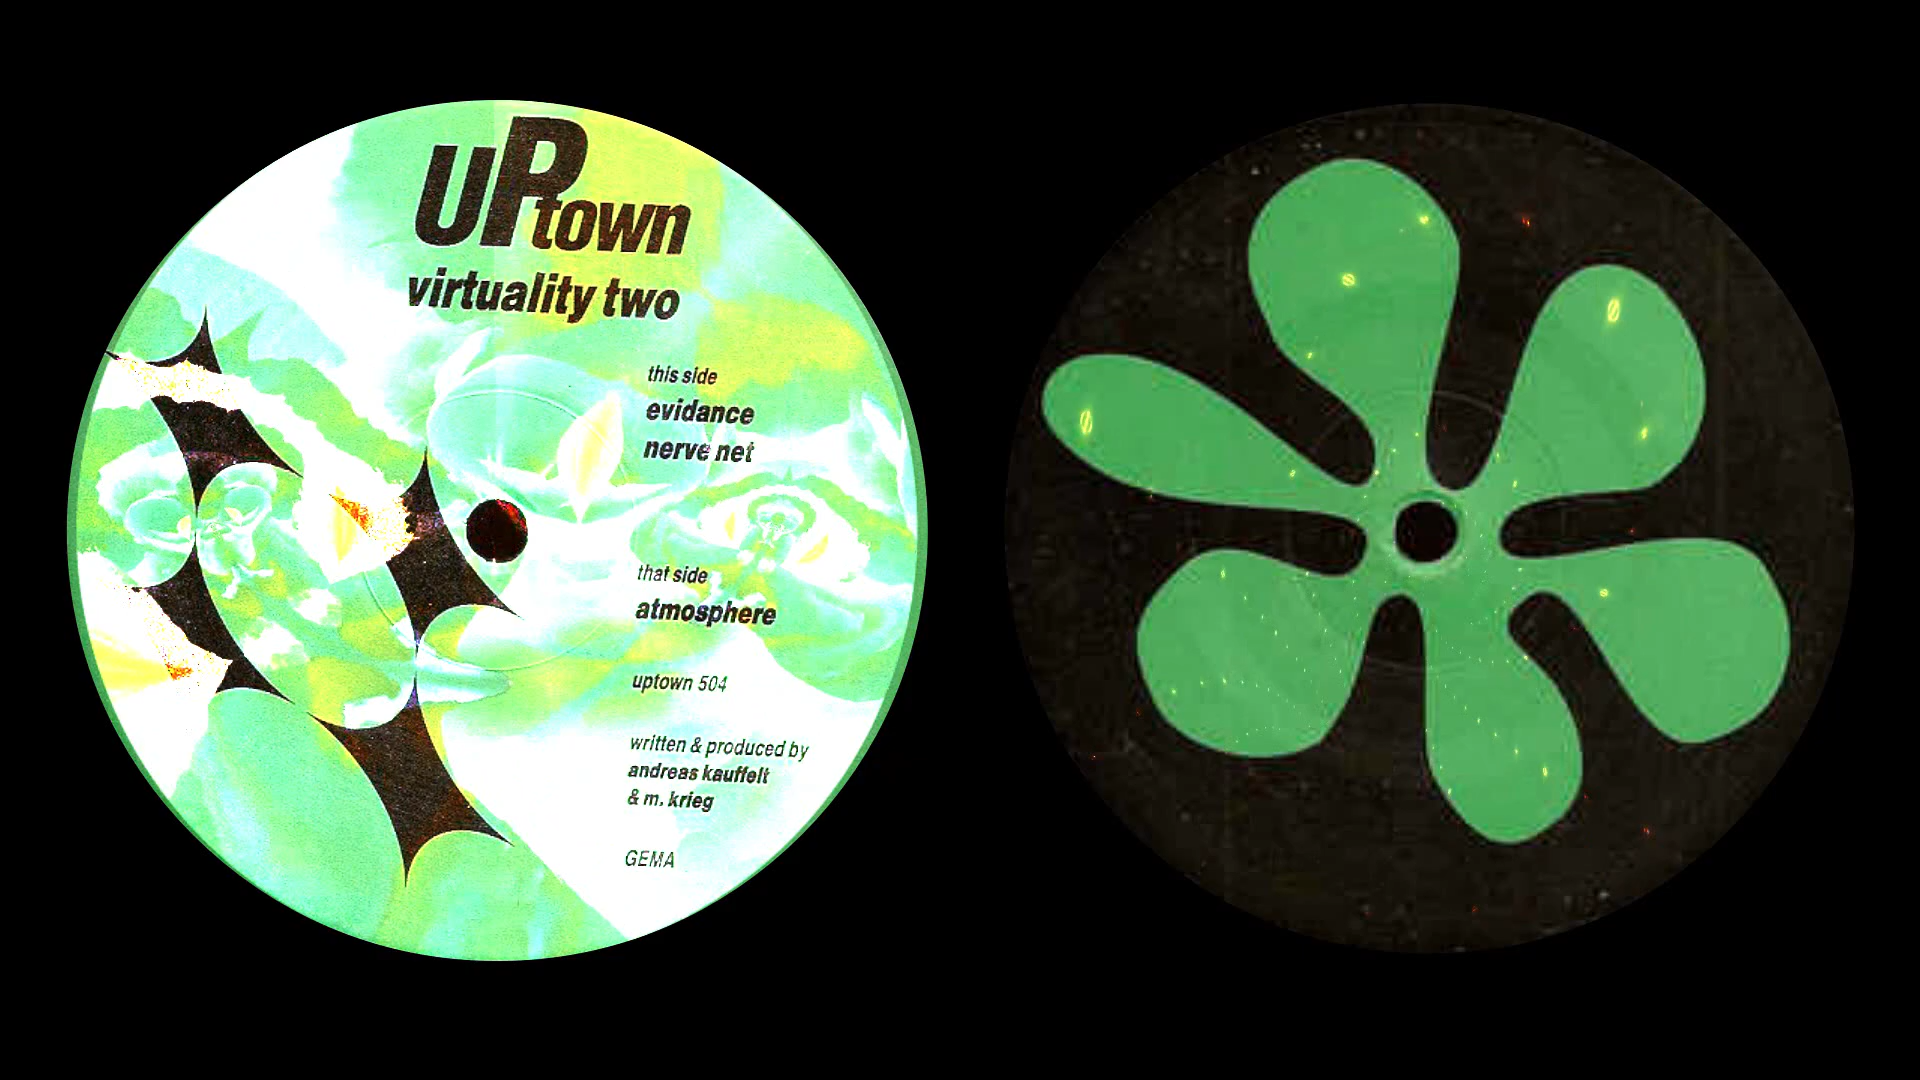 UPtown
virtuality two
this side
evidance
nerve net
that side
atmosphere
uptown 504
written & produced by
andreas kauffelt
& m. krieg
GEMA